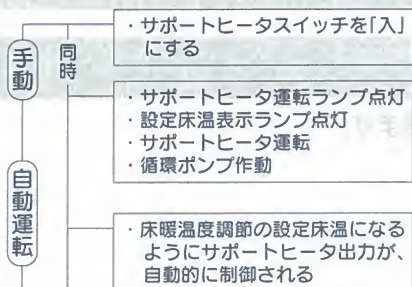 手動
同時
・サポートヒータスイッチを「入」
にする
・サポートヒータ運転ランプ点灯
・設定床温表示ランプ点灯
・サポートヒータ運転
・循環ポンプ作動
自動運転
・床暖温度調節の設定床温になる
ようにサポートヒータ出力が、
自動的に制御される